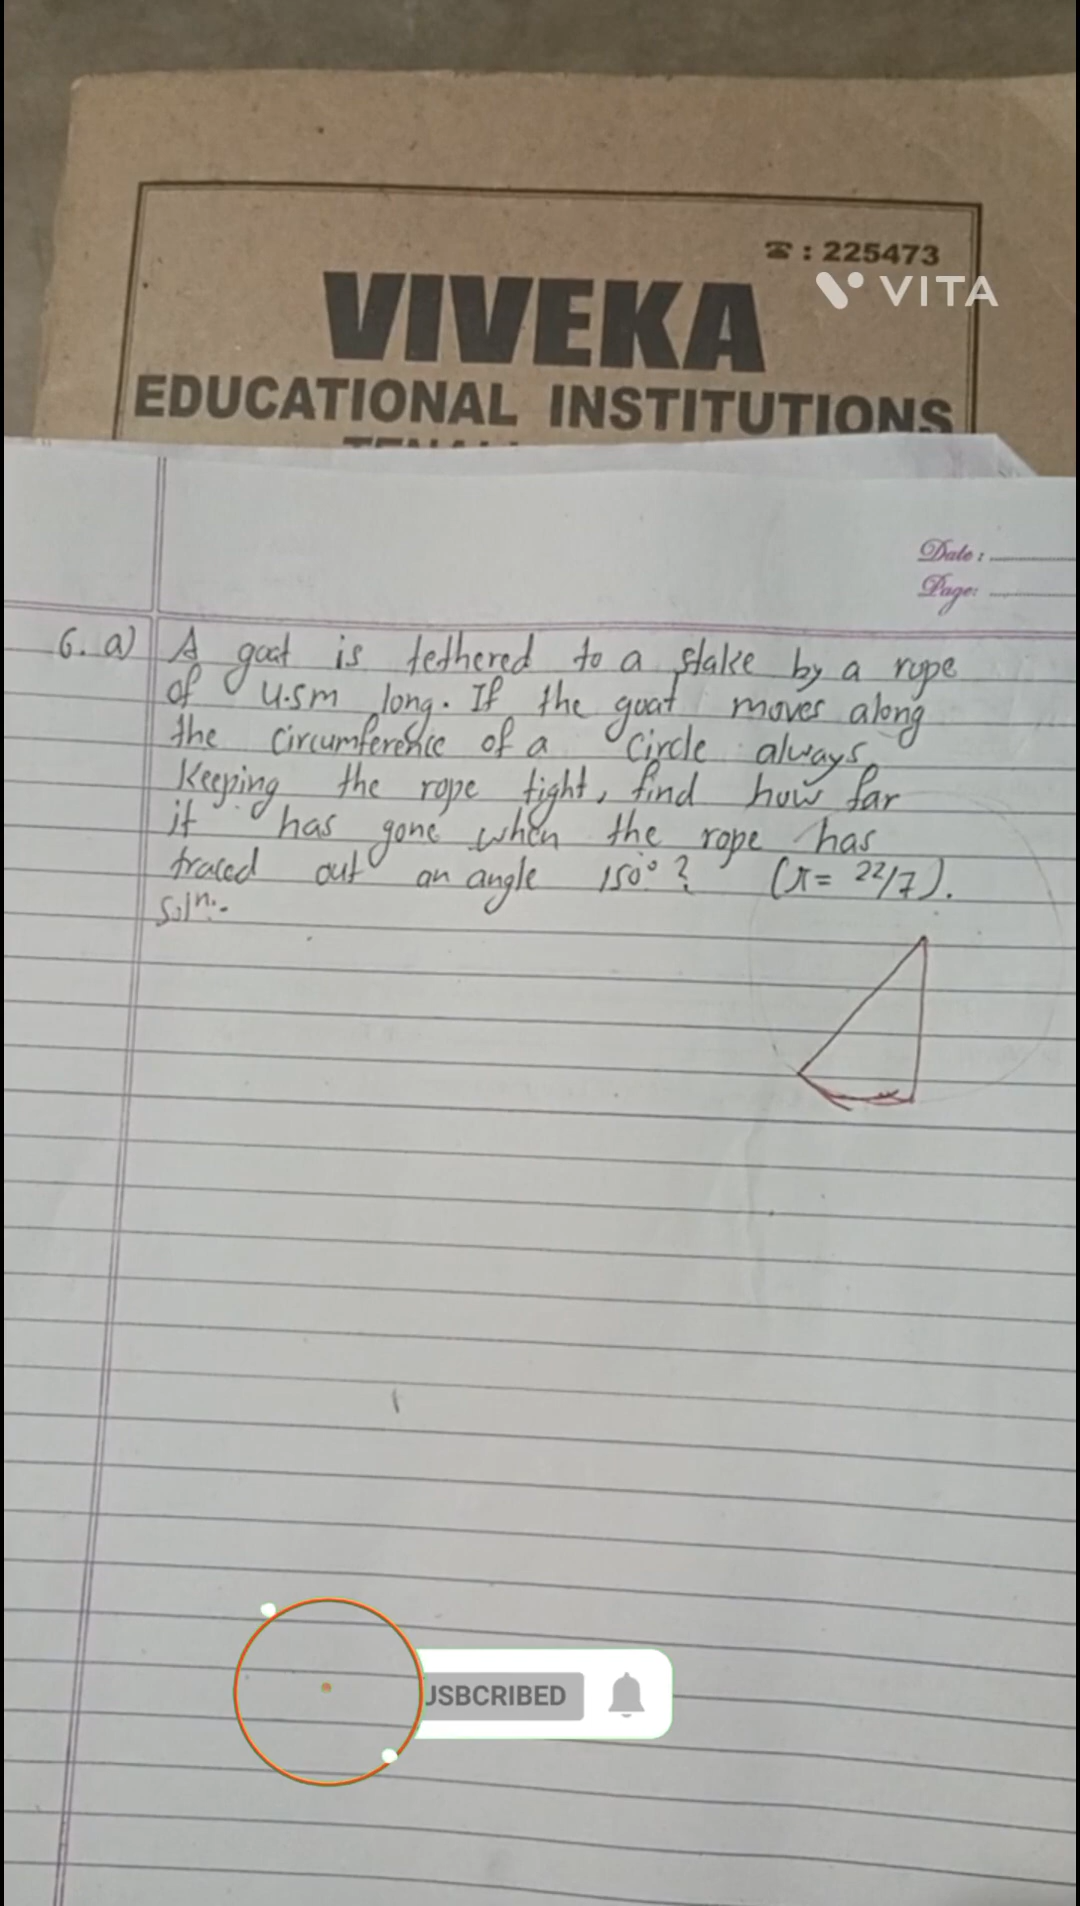 ☎ : 225473
VITA
VIVEKA
EDUCATIONAL INSTITUTIONS
Date :
Page:
6. a) A goat is tethered to a stake by a rope
of 4.5m long. If the goat moves along
the circumference of a circle always
keeping the rope tight, find how far
it has gone when the rope has
traced out an angle 150° ? (π = 22/7).
Solⁿ:-
USBCRIBED